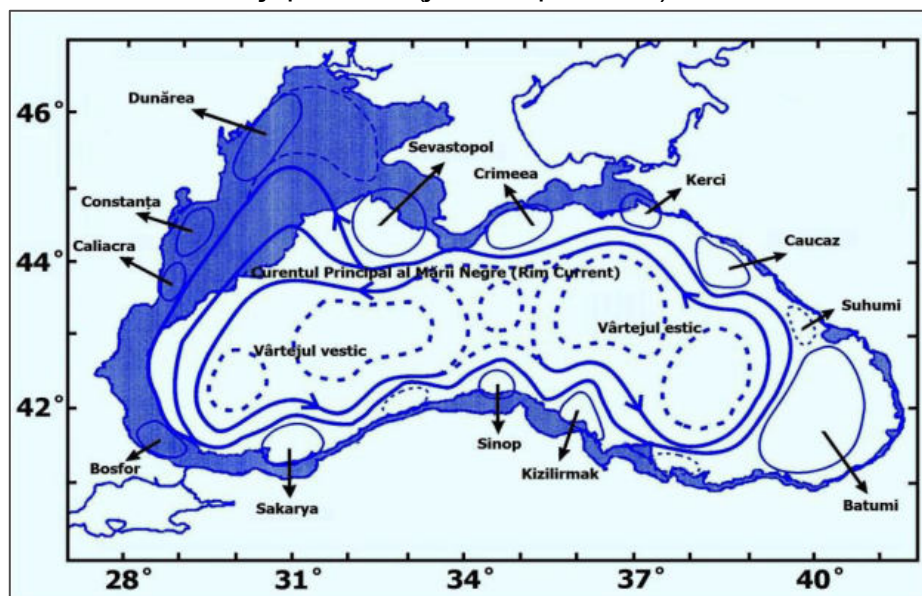 46°
44°
42°
Dunărea
Sevastopol
Crimeea
Kerci
Constanța
Caliacra
Caucaz
Curentul Principal al Mării Negre (Rim Current)
Suhumi
Vârtejul vestic
Vârtejul estic
Bosfor
Sakarya
Sinop
Kizilirmak
Batumi
28° 31° 34° 37° 40°